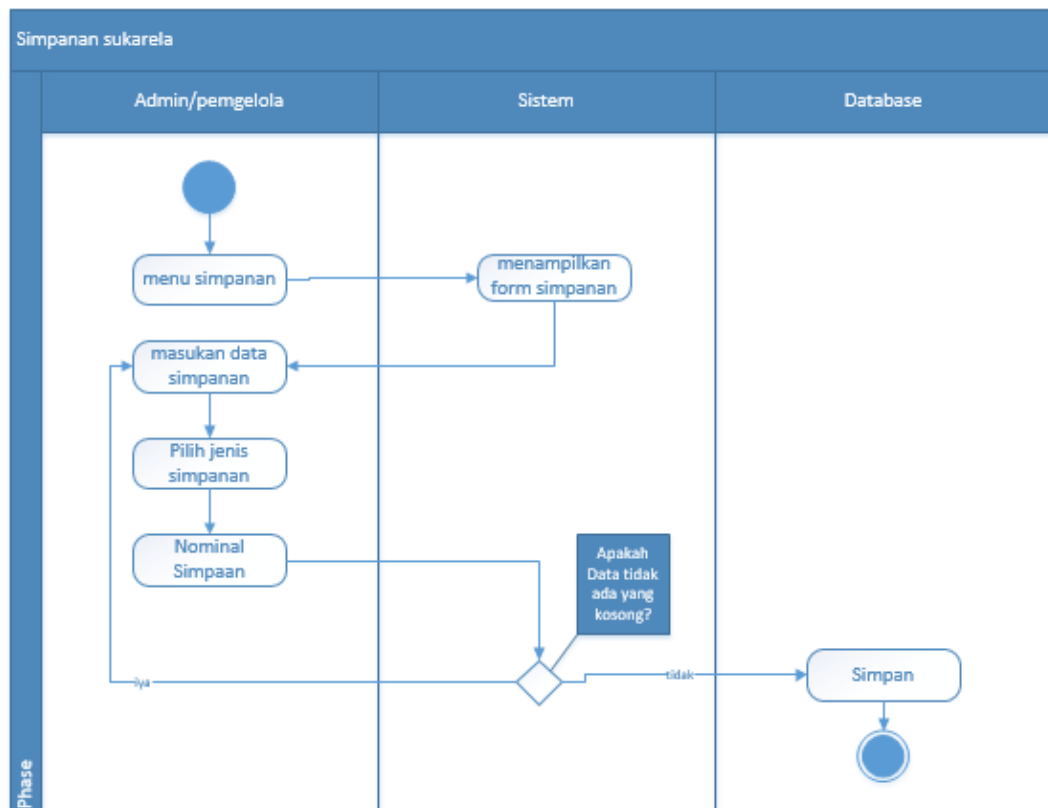 Simpanan sukarela
Admin/pemgelola
Sistem
Database
menu simpanan
menampilkan
form simpanan
masukan data
simpanan
Pilih jenis
simpanan
Nominal
Simpaan
Apakah
Data tidak
ada yang
kosong?
iya
tidak
Simpan
Phase